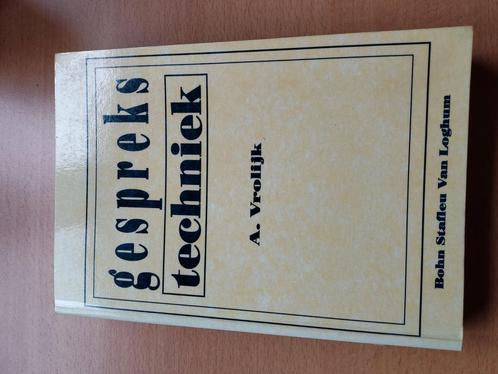 gespreks
techniek
A. Vrolijk
Bohn Stafleu Van Loghum